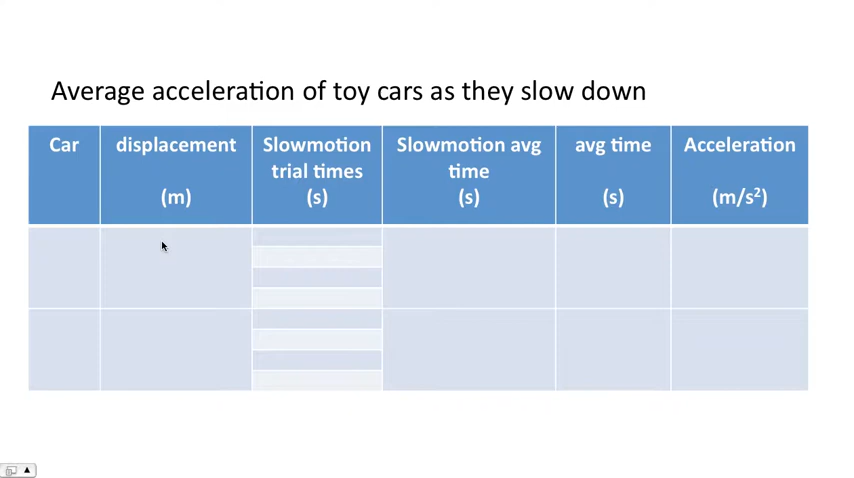 Average acceleration of toy cars as they slow down
Car
displacement
(m)
Slowmotion
trial times
(s)
Slowmotion avg
time
(s)
avg time
(s)
Acceleration
(m/s²)